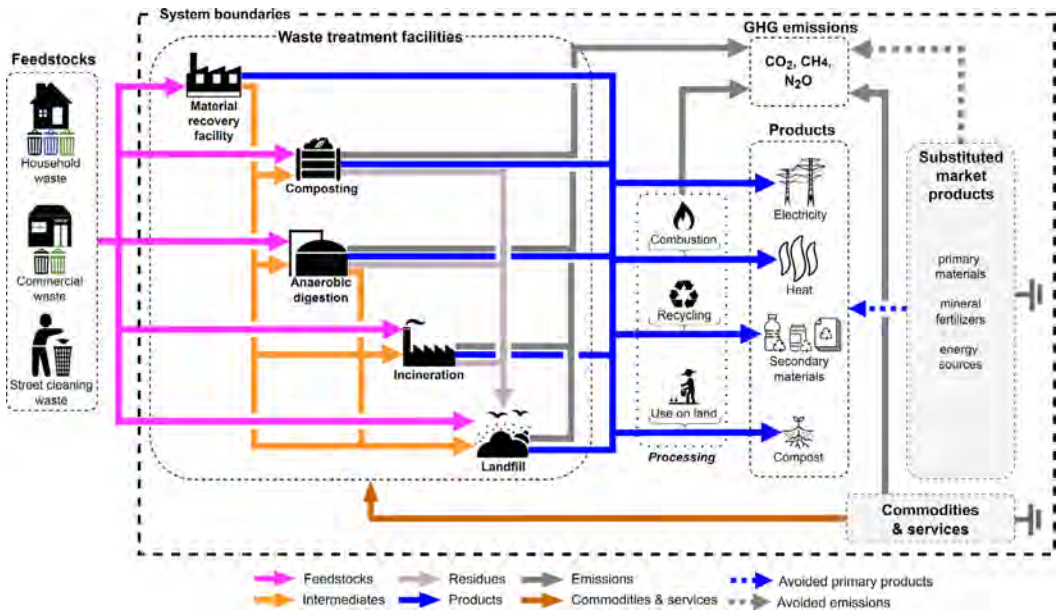 System boundaries
Waste treatment facilities
GHG emissions
CO2, CH4,
N2O
Feedstocks
Household
waste
Commercial
waste
Street cleaning
waste
Material
recovery
facility
Composting
Anaerobic
digestion
Incineration
Landfill
Combustion
Recycling
Use on land
Processing
Products
Electricity
Heat
Secondary
materials
Compost
Substituted
market
products
primary
materials
mineral
fertilizers
energy
sources
Commodities
& services
Feedstocks
Residues
Emissions
Avoided primary products
Intermediates
Products
Commodities & services
Avoided emissions